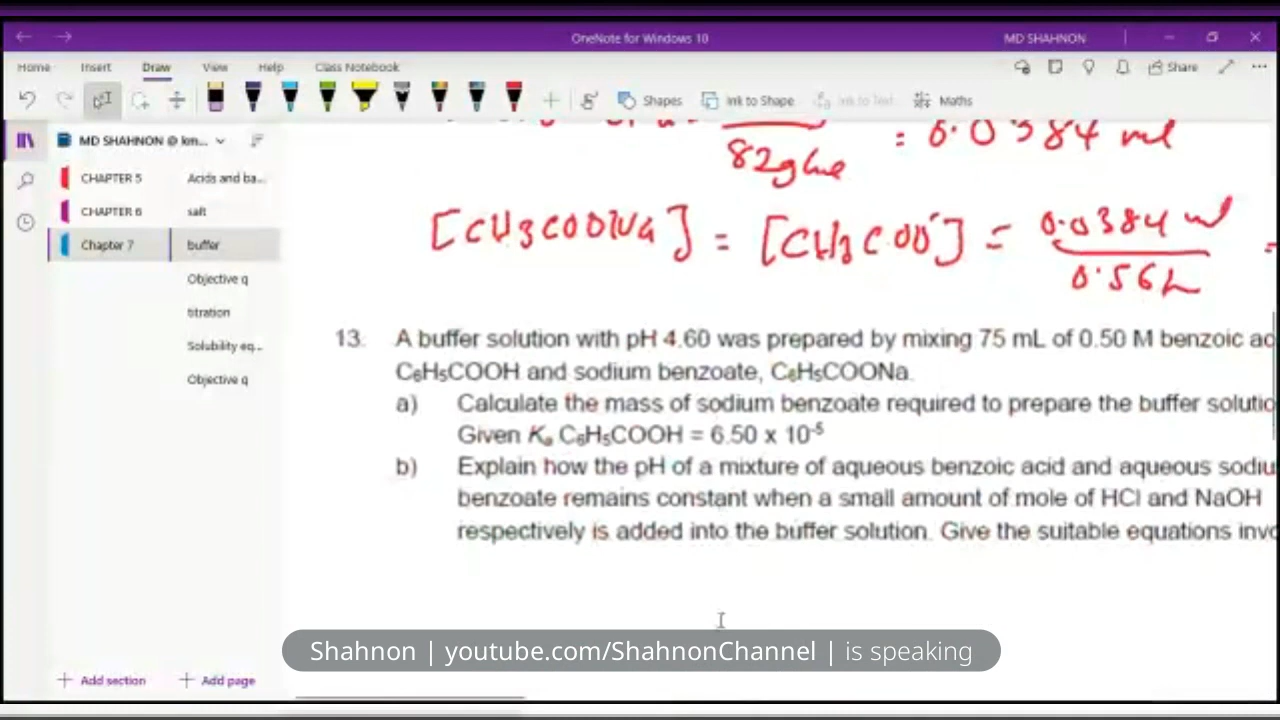 OneNote for Windows 10
MD SHAHNON
Home Insert Draw View Help Class Notebook
Share
Shapes Ink to Shape Ink to Text Maths
MD SHAHNON @ km...
CHAPTER 5 Acids and ba...
CHAPTER 6 salt
Chapter 7 buffer
Objective q
titration
Solubility eq...
Objective q
Add section Add page
82g/mole = 0.0384 mol
[CH3COONa] = [CH3COO-] = 0.0384 mol =
0.56L
13. A buffer solution with pH 4.60 was prepared by mixing 75 mL of 0.50 M benzoic ac
C6H5COOH and sodium benzoate, C6H5COONa.
a) Calculate the mass of sodium benzoate required to prepare the buffer solutio
Given Ka C6H5COOH = 6.50 x 10-5
b) Explain how the pH of a mixture of aqueous benzoic acid and aqueous sodiu
benzoate remains constant when a small amount of mole of HCl and NaOH
respectively is added into the buffer solution. Give the suitable equations invo
Shahnon | youtube.com/ShahnonChannel | is speaking